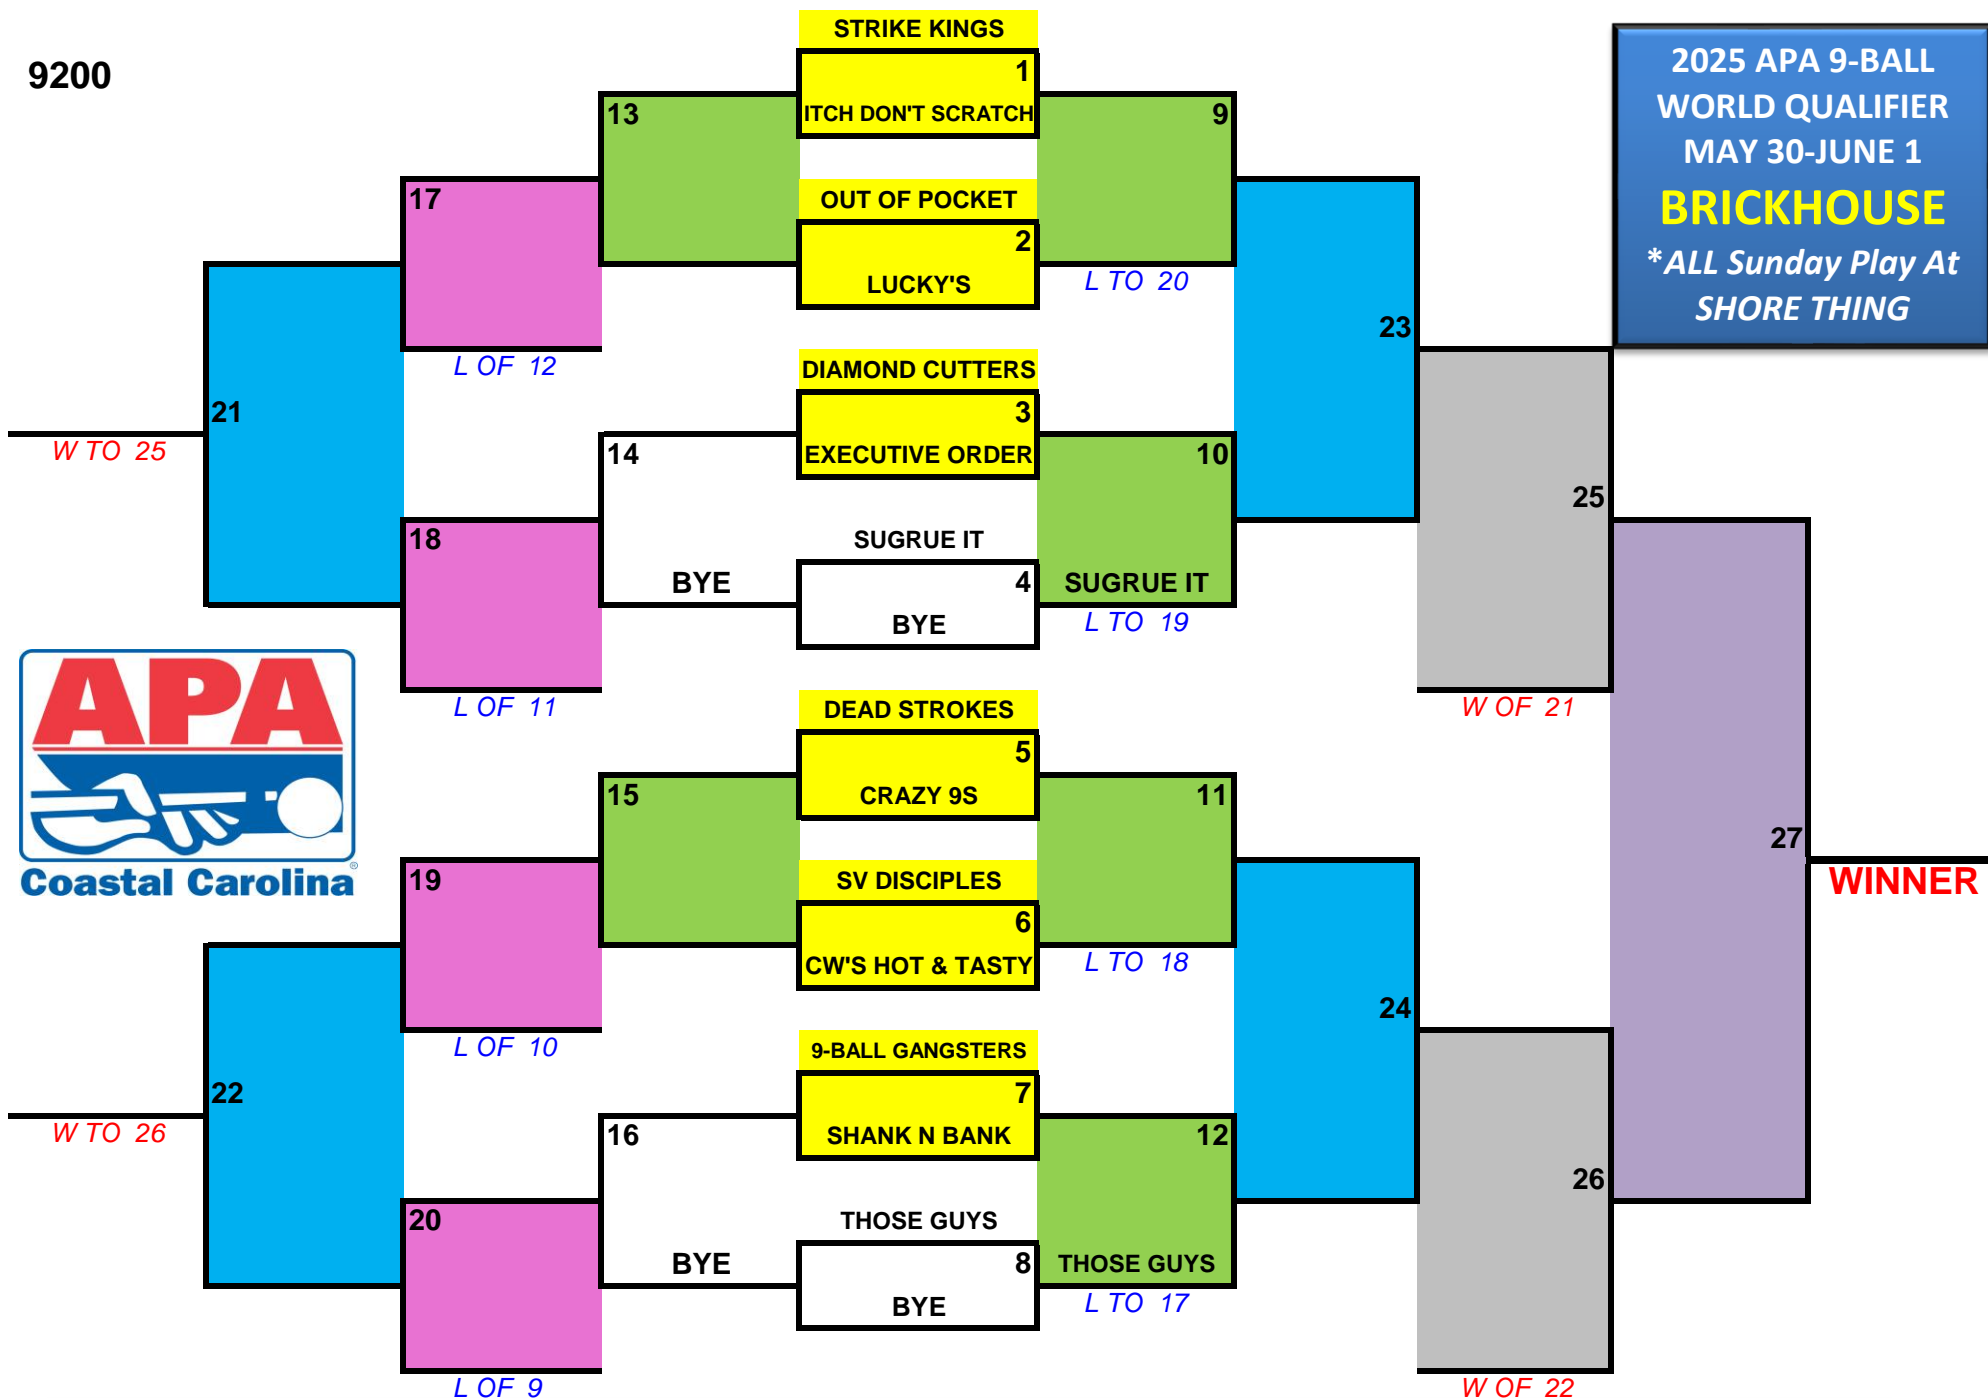 9200
2025 APA 9-BALL
WORLD QUALIFIER
MAY 30-JUNE 1
BRICKHOUSE
*ALL Sunday Play At
SHORE THING
STRIKE KINGS
1
ITCH DON'T SCRATCH
13
9
OUT OF POCKET
17
2
LUCKY'S
L TO 20
23
L OF 12
DIAMOND CUTTERS
21
3
W TO 25
14
EXECUTIVE ORDER
10
25
18
SUGRUE IT
BYE
4
SUGRUE IT
BYE
L TO 19
APA
Coastal Carolina
®
L OF 11
W OF 21
DEAD STROKES
5
15
CRAZY 9S
11
27
19
SV DISCIPLES
WINNER
6
CW'S HOT & TASTY
L TO 18
24
L OF 10
9-BALL GANGSTERS
22
7
W TO 26
16
SHANK N BANK
12
26
20
THOSE GUYS
BYE
8
THOSE GUYS
BYE
L TO 17
L OF 9
W OF 22